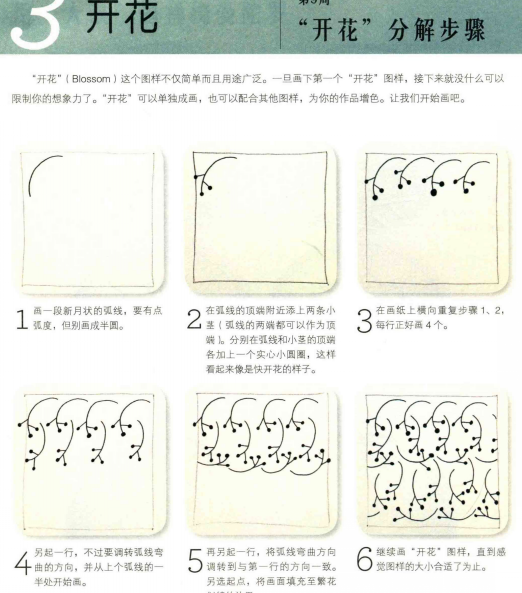 3 开花
第3周
“开花”分解步骤
“开花”（Blossom）这个图样不仅简单而且用途广泛。一旦画下第一个“开花”图样，接下来就没什么可以
限制你的想象力了。“开花”可以单独成画，也可以配合其他图样，为你的作品增色。让我们开始画吧。
1 画一段新月状的弧线，要有点
弧度，但别画成半圆。
2 在弧线的顶端附近添上两条小
茎（弧线的两端都可以作为顶
端）。分别在弧线和小茎的顶端
各加上一个实心小圆圈，这样
看起来像是快开花的样子。
3 在画纸上横向重复步骤 1、2，
每行正好画 4 个。
4 另起一行，不过要调转弧线弯
曲的方向，并从上个弧线的一
半处开始画。
5 再另起一行，将弧线弯曲方向
调转到与第一行的方向一致。
另选起点，将画面填充至繁花
6 继续画“开花”图样，直到感
觉图样的大小合适了为止。